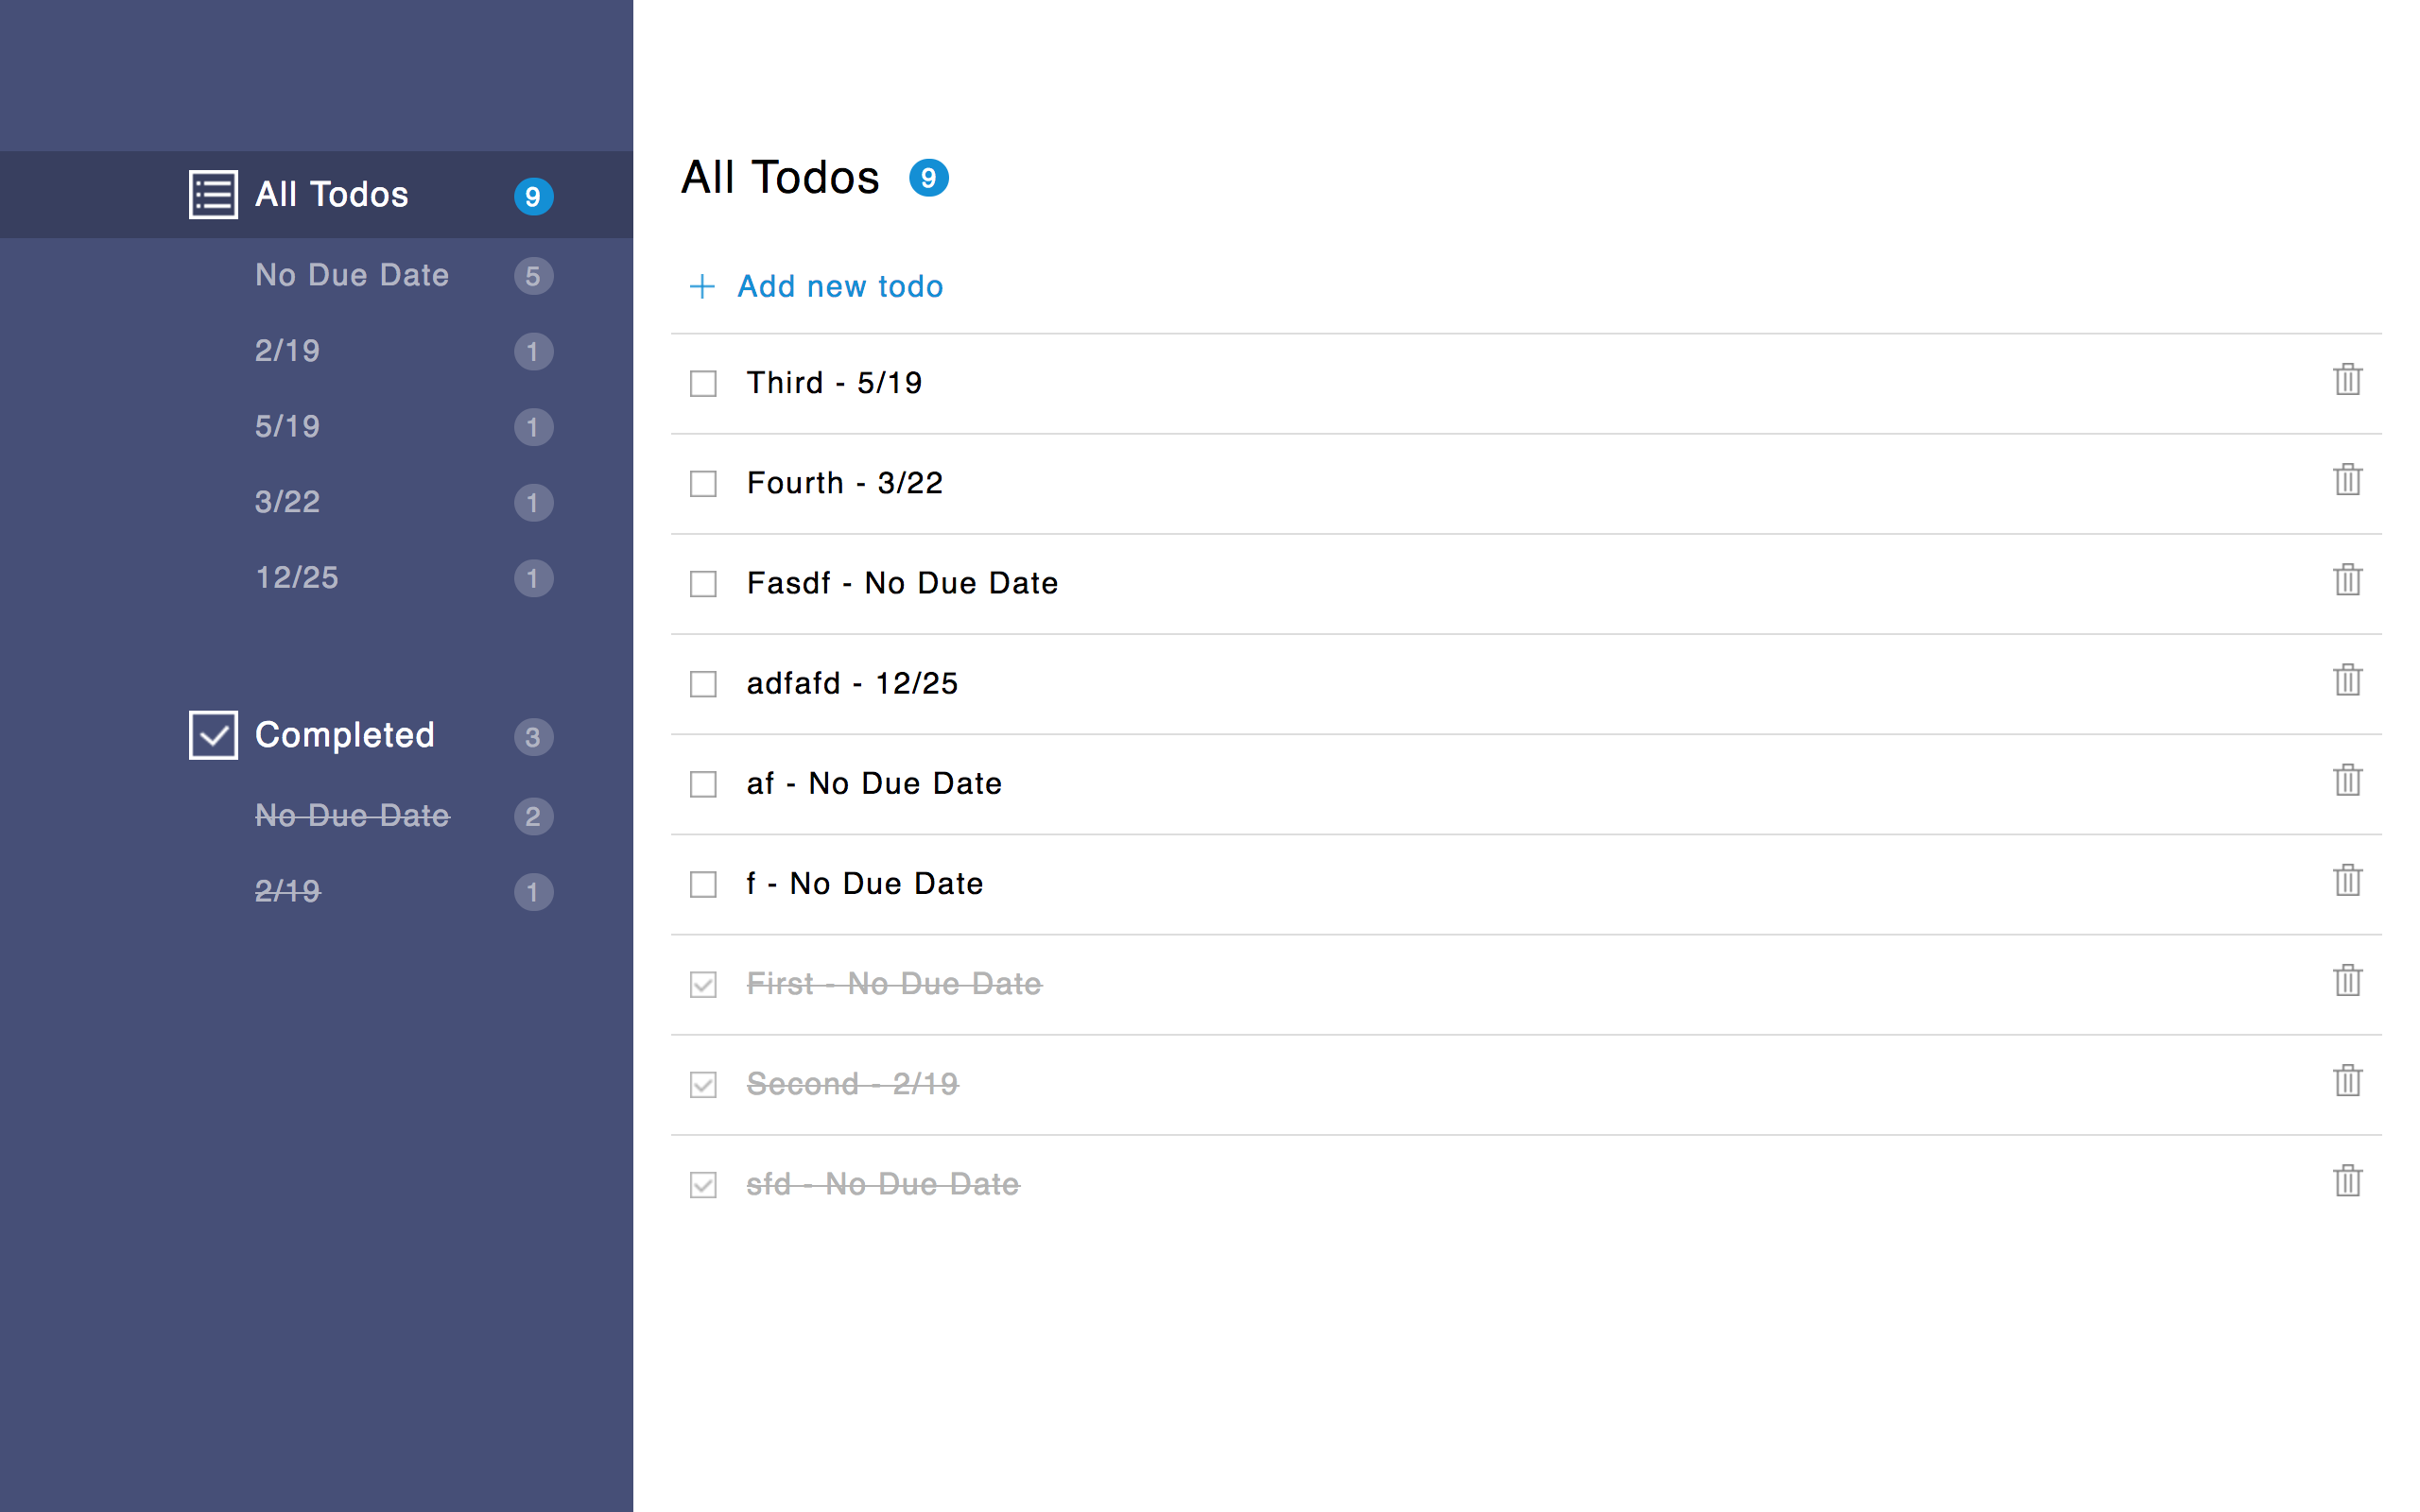 All Todos 9
No Due Date 5
2/19 1
5/19 1
3/22 1
12/25 1
Completed 3
No Due Date 2
2/19 1
All Todos 9
Add new todo
Third - 5/19
Fourth - 3/22
Fasdf - No Due Date
adfafd - 12/25
af - No Due Date
f - No Due Date
First - No Due Date
Second - 2/19
sfd - No Due Date